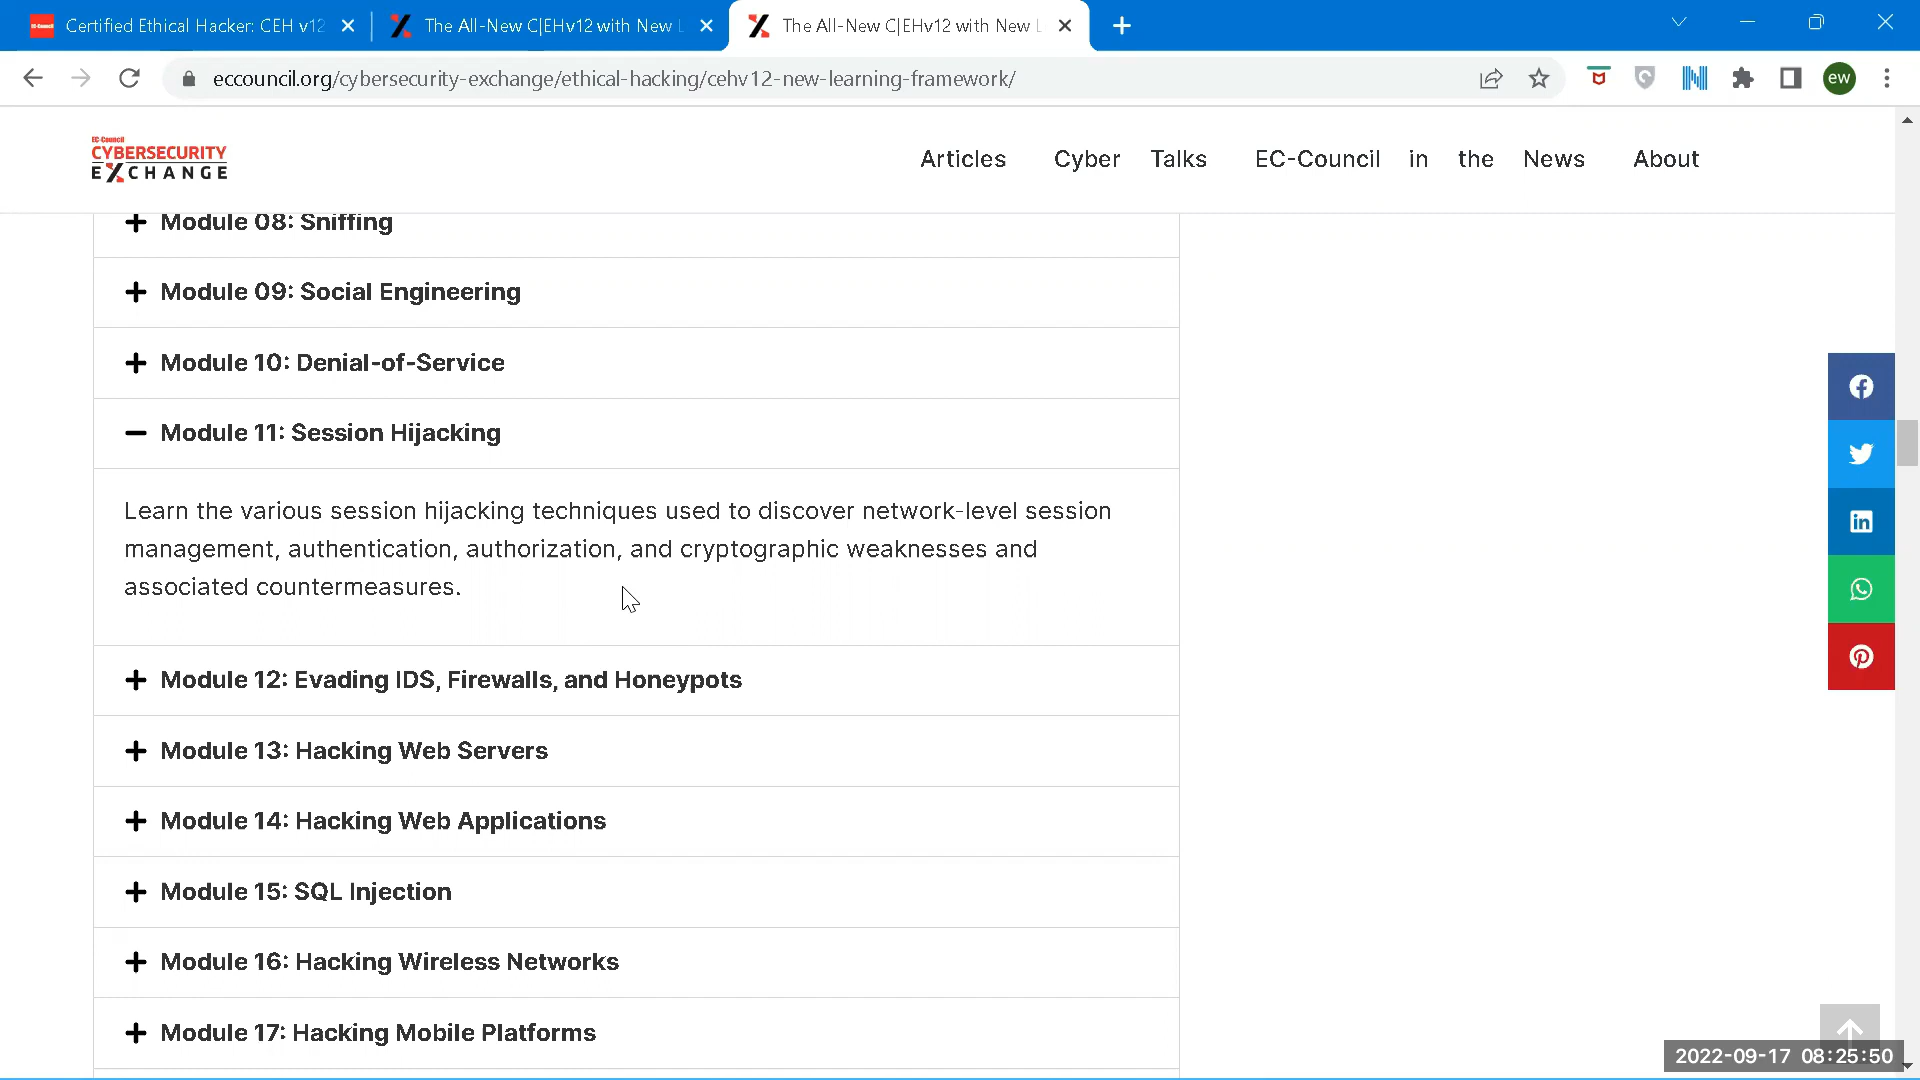 Certified Ethical Hacker: CEH v12
The All-New C|EHv12 with New L
The All-New C|EHv12 with New L
eccouncil.org/cybersecurity-exchange/ethical-hacking/cehv12-new-learning-framework/
ew
EC-Council
CYBERSECURITY
EXCHANGE
Articles Cyber Talks EC-Council in the News About
Module 08: Sniffing
Module 09: Social Engineering
Module 10: Denial-of-Service
Module 11: Session Hijacking
Learn the various session hijacking techniques used to discover network-level session
management, authentication, authorization, and cryptographic weaknesses and
associated countermeasures.
Module 12: Evading IDS, Firewalls, and Honeypots
Module 13: Hacking Web Servers
Module 14: Hacking Web Applications
Module 15: SQL Injection
Module 16: Hacking Wireless Networks
Module 17: Hacking Mobile Platforms
2022-09-17 08:25:50